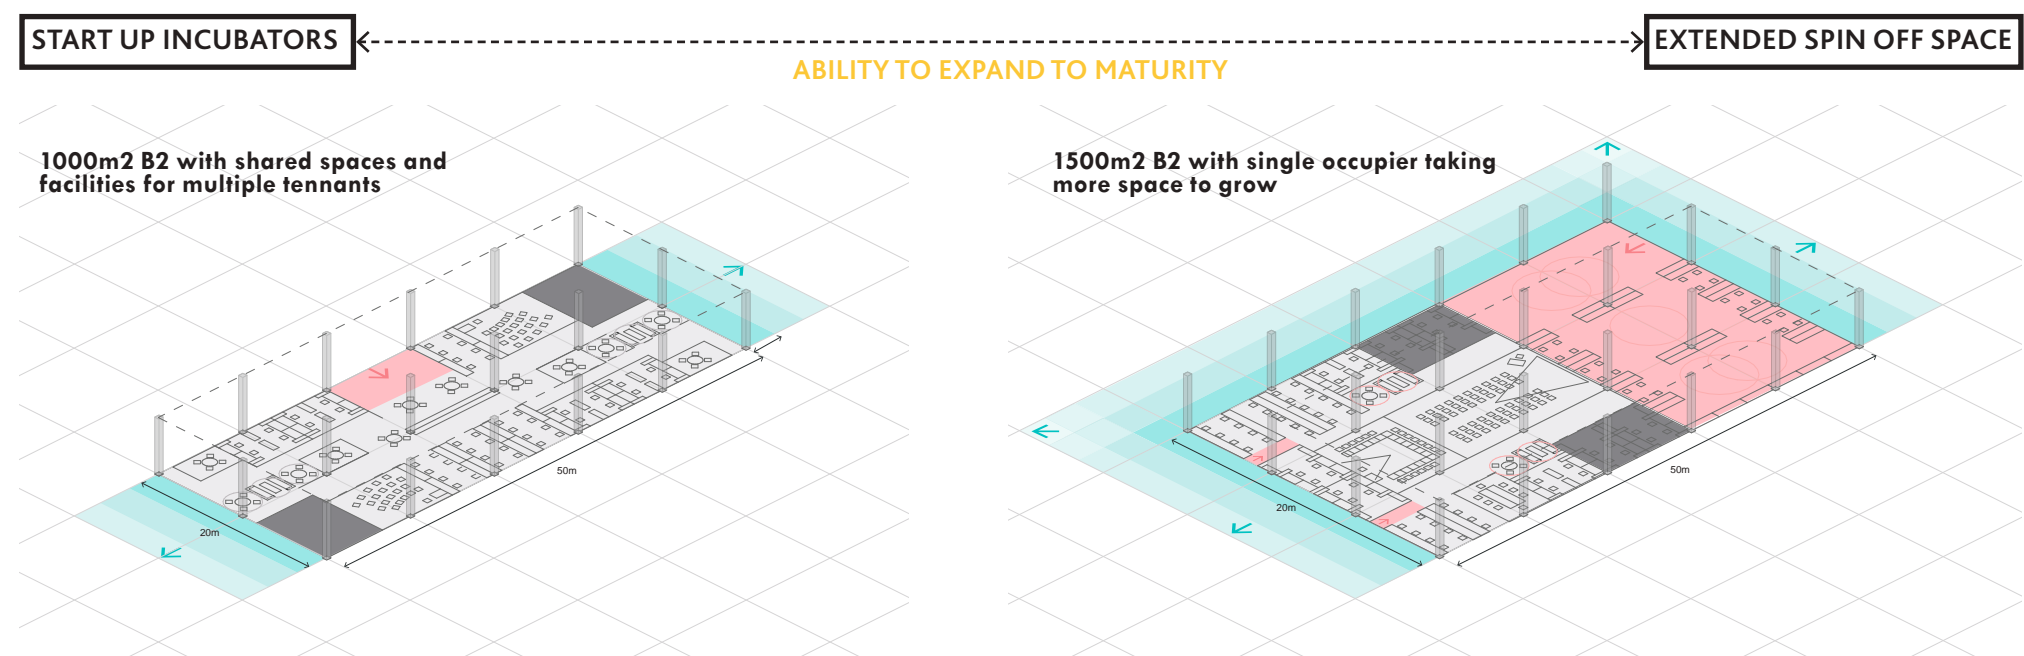 START UP INCUBATORS
EXTENDED SPIN OFF SPACE
ABILITY TO EXPAND TO MATURITY
1000m2 B2 with shared spaces and
facilities for multiple tennants
50m
20m
1500m2 B2 with single occupier taking
more space to grow
50m
20m